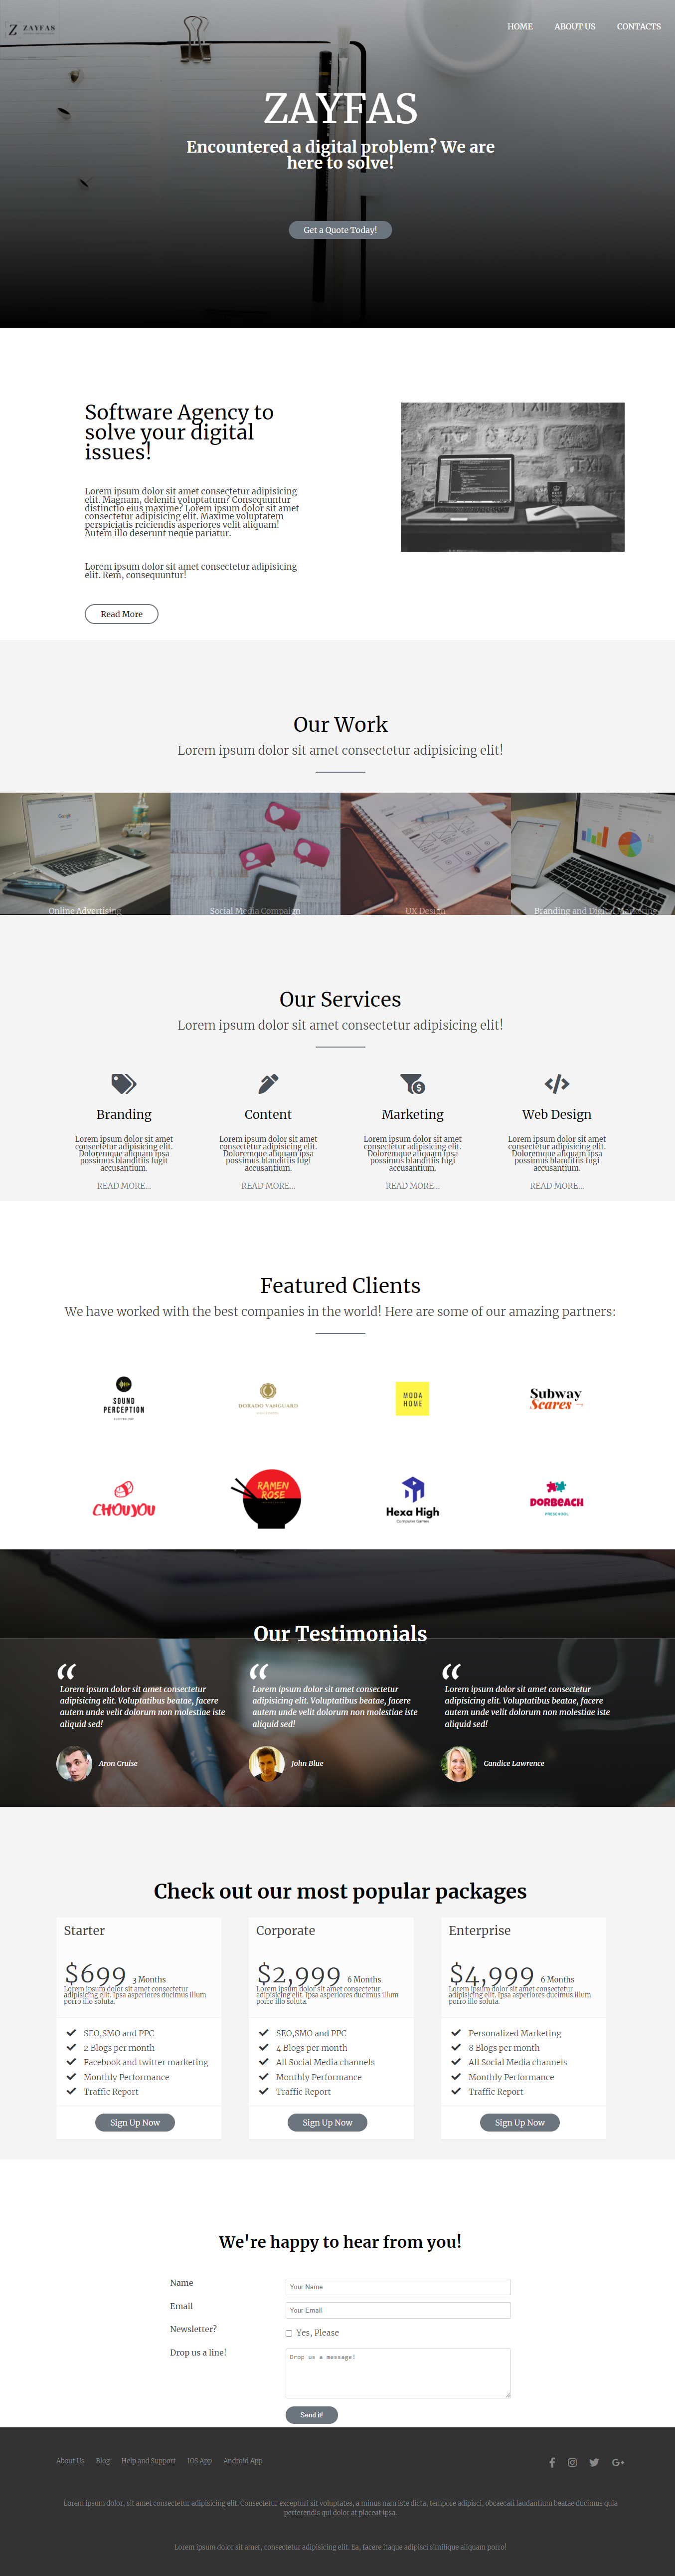 Z ZAYFAS
HOME ABOUT US CONTACTS
ZAYFAS
Encountered a digital problem? We are
here to solve!
Get a Quote Today!
Software Agency to
solve your digital
issues!
Lorem ipsum dolor sit amet consectetur adipisicing
elit. Magnam, deleniti voluptatum? Consequuntur
distinctio eius maxime? Lorem ipsum dolor sit amet
consectetur adipisicing elit. Maxime voluptatem
perspiciatis reiciendis asperiores velit aliquam!
Autem illo deserunt neque pariatur.
Lorem ipsum dolor sit amet consectetur adipisicing
elit. Rem, consequuntur!
Read More
Our Work
Lorem ipsum dolor sit amet consectetur adipisicing elit!
Google
Online Advertising
Social Media Compaign
UX Design
Branding and Digital Marketing
Our Services
Lorem ipsum dolor sit amet consectetur adipisicing elit!
Branding
Lorem ipsum dolor sit amet
consectetur adipisicing elit.
Doloremque aliquam ipsa
possimus blanditiis fugit
accusantium.
READ MORE...
Content
Lorem ipsum dolor sit amet
consectetur adipisicing elit.
Doloremque aliquam ipsa
possimus blanditiis fugi
accusantium.
READ MORE...
Marketing
Lorem ipsum dolor sit amet
consectetur adipisicing elit.
Doloremque aliquam ipsa
possimus blanditiis fugi
accusantium.
READ MORE...
Web Design
Lorem ipsum dolor sit amet
consectetur adipisicing elit.
Doloremque aliquam ipsa
possimus blanditiis fugi
accusantium.
READ MORE...
Featured Clients
We have worked with the best companies in the world! Here are some of our amazing partners:
SOUND
PERCEPTION
ELECTRO POP
DORADO VANGUARD
MODA
HOME
Subway
Scares
CHOUJOU
RAMEN
ROSE
Hexa High
Computer Games
DORBEACH
PRESCHOOL
Our Testimonials
“
Lorem ipsum dolor sit amet consectetur
adipisicing elit. Voluptatibus beatae, facere
autem unde velit dolorum non molestiae iste
aliquid sed!
Aron Cruise
“
Lorem ipsum dolor sit amet consectetur
adipisicing elit. Voluptatibus beatae, facere
autem unde velit dolorum non molestiae iste
aliquid sed!
John Blue
“
Lorem ipsum dolor sit amet consectetur
adipisicing elit. Voluptatibus beatae, facere
autem unde velit dolorum non molestiae iste
aliquid sed!
Candice Lawrence
Check out our most popular packages
Starter
$699 3 Months
Lorem ipsum dolor sit amet consectetur
adipisicing elit. Ipsa asperiores ducimus illum
porro illo soluta.
SEO,SMO and PPC
2 Blogs per month
Facebook and twitter marketing
Monthly Performance
Traffic Report
Sign Up Now
Corporate
$2,999 6 Months
Lorem ipsum dolor sit amet consectetur
adipisicing elit. Ipsa asperiores ducimus illum
porro illo soluta.
SEO,SMO and PPC
4 Blogs per month
All Social Media channels
Monthly Performance
Traffic Report
Sign Up Now
Enterprise
$4,999 6 Months
Lorem ipsum dolor sit amet consectetur
adipisicing elit. Ipsa asperiores ducimus illum
porro illo soluta.
Personalized Marketing
8 Blogs per month
All Social Media channels
Monthly Performance
Traffic Report
Sign Up Now
We're happy to hear from you!
Name
Your Name
Email
Your Email
Newsletter?
Yes, Please
Drop us a line!
Drop us a message!
Send it!
About Us Blog Help and Support IOS App Android App
Lorem ipsum dolor, sit amet consectetur adipisicing elit. Consectetur excepturi sit voluptates, a minus nam iste dicta, tempore adipisci, obcaecati laudantium beatae ducimus quia
perferendis qui dolor at placeat ipsa.
Lorem ipsum dolor sit amet, consectetur adipisicing elit. Ea, facere itaque adipisci similique aliquam porro!